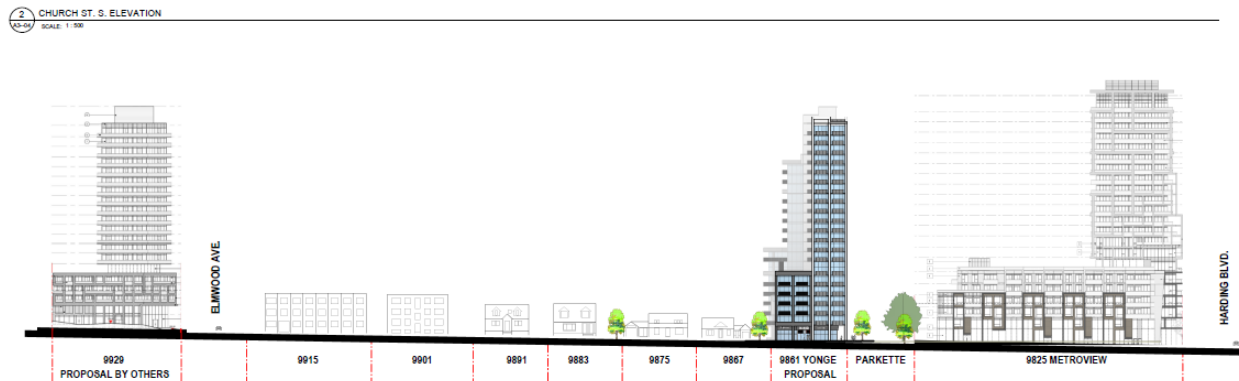 2
CHURCH ST. S. ELEVATION
A3-04
SCALE: 1 : 500
ELMWOOD AVE.
HARDING BLVD.
9929
PROPOSAL BY OTHERS
9915
9901
9891
9883
9875
9867
9861 YONGE
PROPOSAL
PARKETTE
9825 METROVIEW